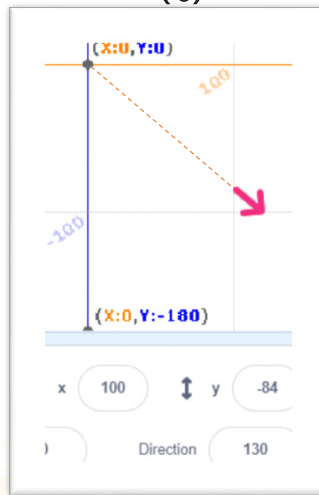 (X:0,Y:0)
100
-100
(X:0,Y:-180)
x 100 y -84
Direction 130